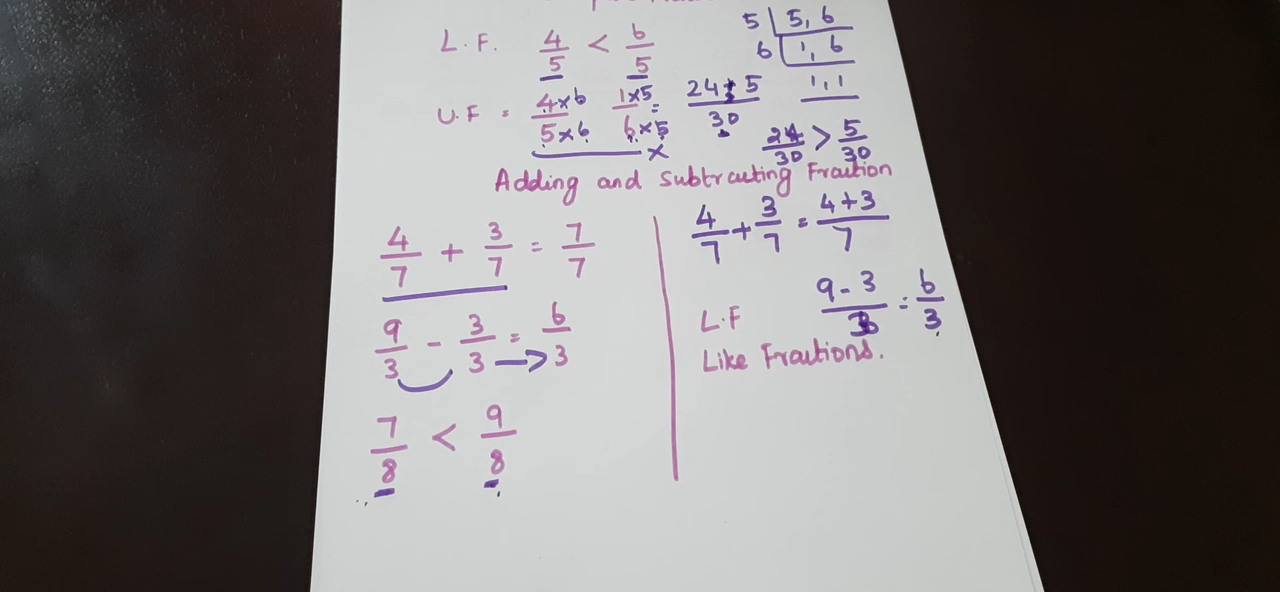 L.F. 4/5 < 6/5
5 | 5, 6
6 | 1, 6
1, 1
U.F = 4×6/5×6 1×5/6×5 = 24+5/30
×
24/30 > 5/30
Adding and Subtracting Fraction
4/7 + 3/7 = 7/7
9/3 - 3/3 = 6/3
7/8 < 9/8
4/7 + 3/7 = 4+3/7
9-3/3 = 6/3
L.F
Like Fractions.